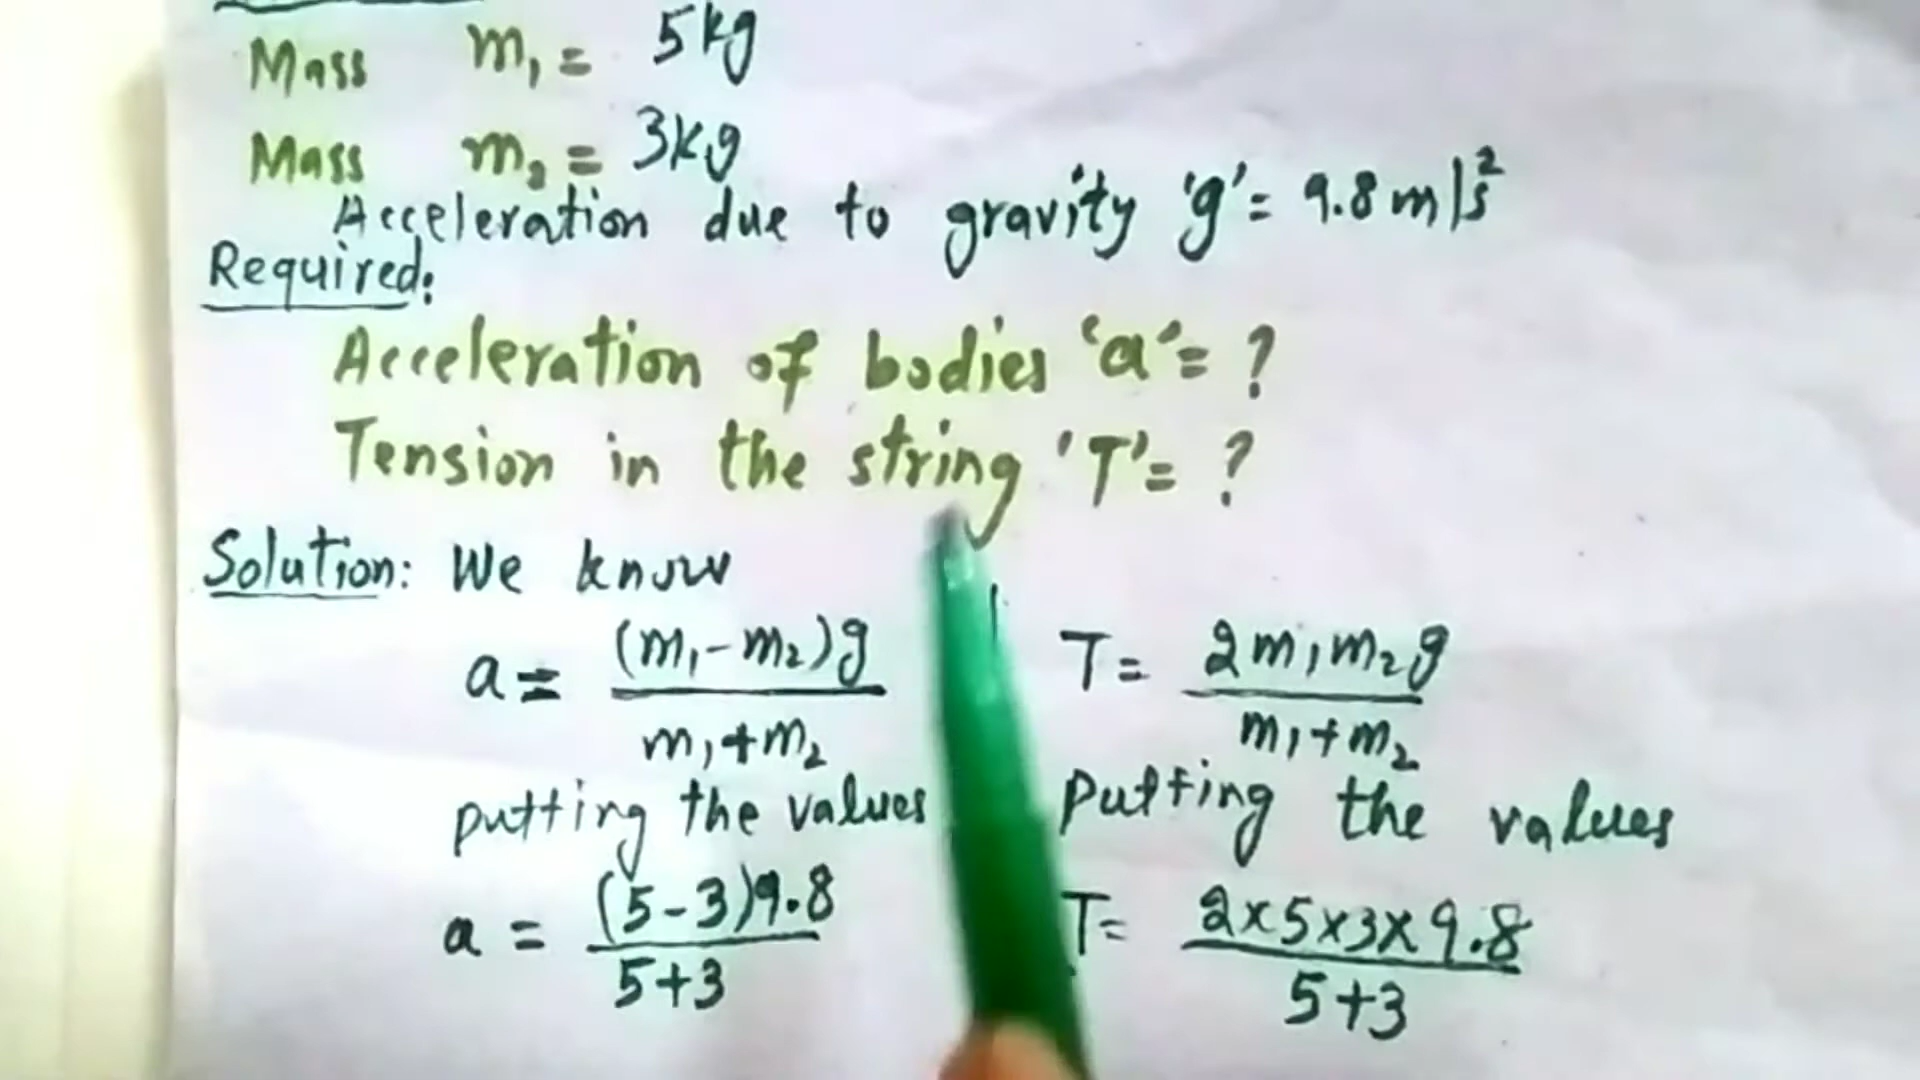 Mass m₁ = 5kg
Mass m₂ = 3kg
Acceleration due to gravity 'g' = 9.8 m/s²
Required:
Acceleration of bodies 'a' = ?
Tension in the string 'T' = ?
Solution: We know
a = (m₁-m₂)g / m₁+m₂ T = 2m₁m₂g / m₁+m₂
putting the values putting the values
a = (5-3)9.8 / 5+3 T = 2×5×3×9.8 / 5+3